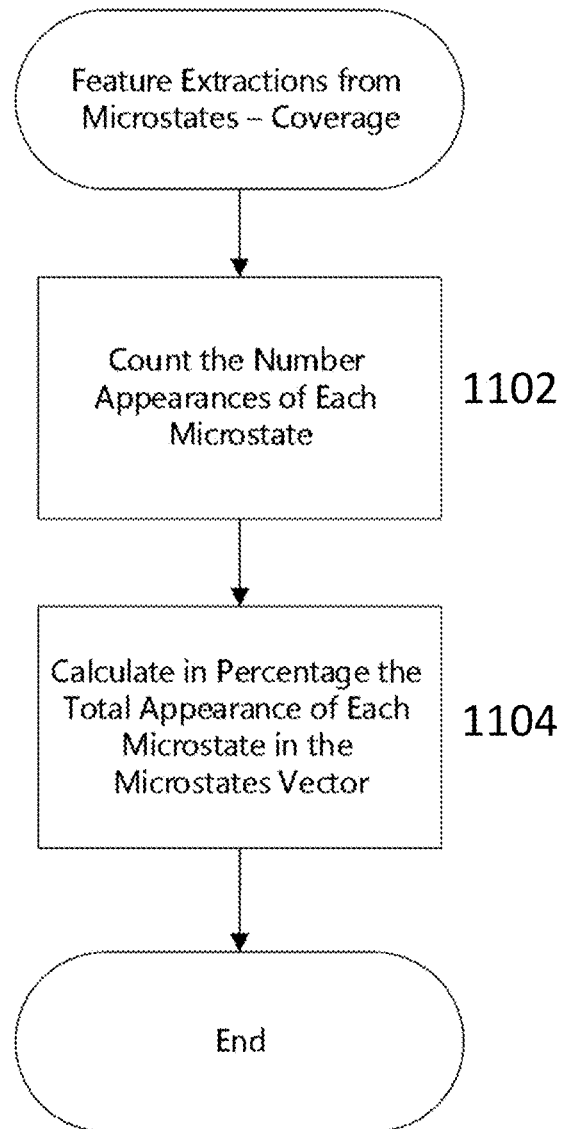 Feature Extractions from
Microstates – Coverage
Count the Number
Appearances of Each
Microstate
1102
Calculate in Percentage the
Total Appearance of Each
Microstate in the
Microstates Vector
1104
End